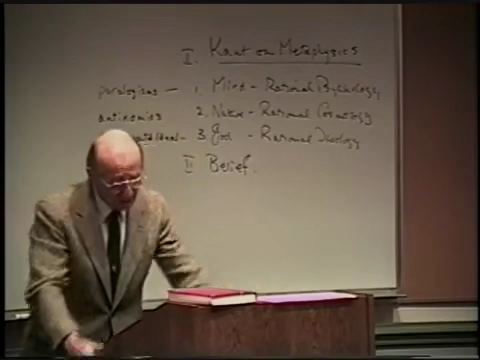 I. Kant on Metaphysics
paralogisms — 1. Mind - Rational Psychology
antinomies 2. Nature - Rational Cosmology
Ideal - 3. God - Rational Theology
II Belief.